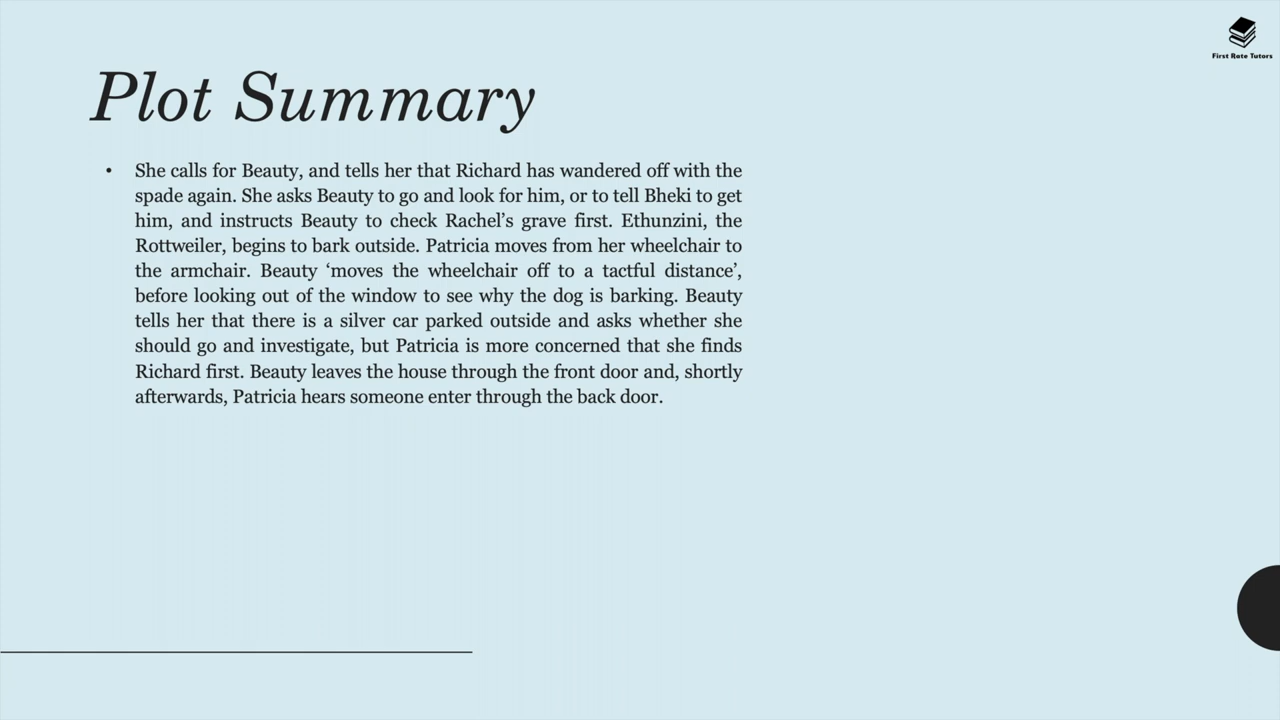 First Rate Tutors
Plot Summary
• She calls for Beauty, and tells her that Richard has wandered off with the
spade again. She asks Beauty to go and look for him, or to tell Bheki to get
him, and instructs Beauty to check Rachel’s grave first. Ethunzini, the
Rottweiler, begins to bark outside. Patricia moves from her wheelchair to
the armchair. Beauty ‘moves the wheelchair off to a tactful distance’,
before looking out of the window to see why the dog is barking. Beauty
tells her that there is a silver car parked outside and asks whether she
should go and investigate, but Patricia is more concerned that she finds
Richard first. Beauty leaves the house through the front door and, shortly
afterwards, Patricia hears someone enter through the back door.